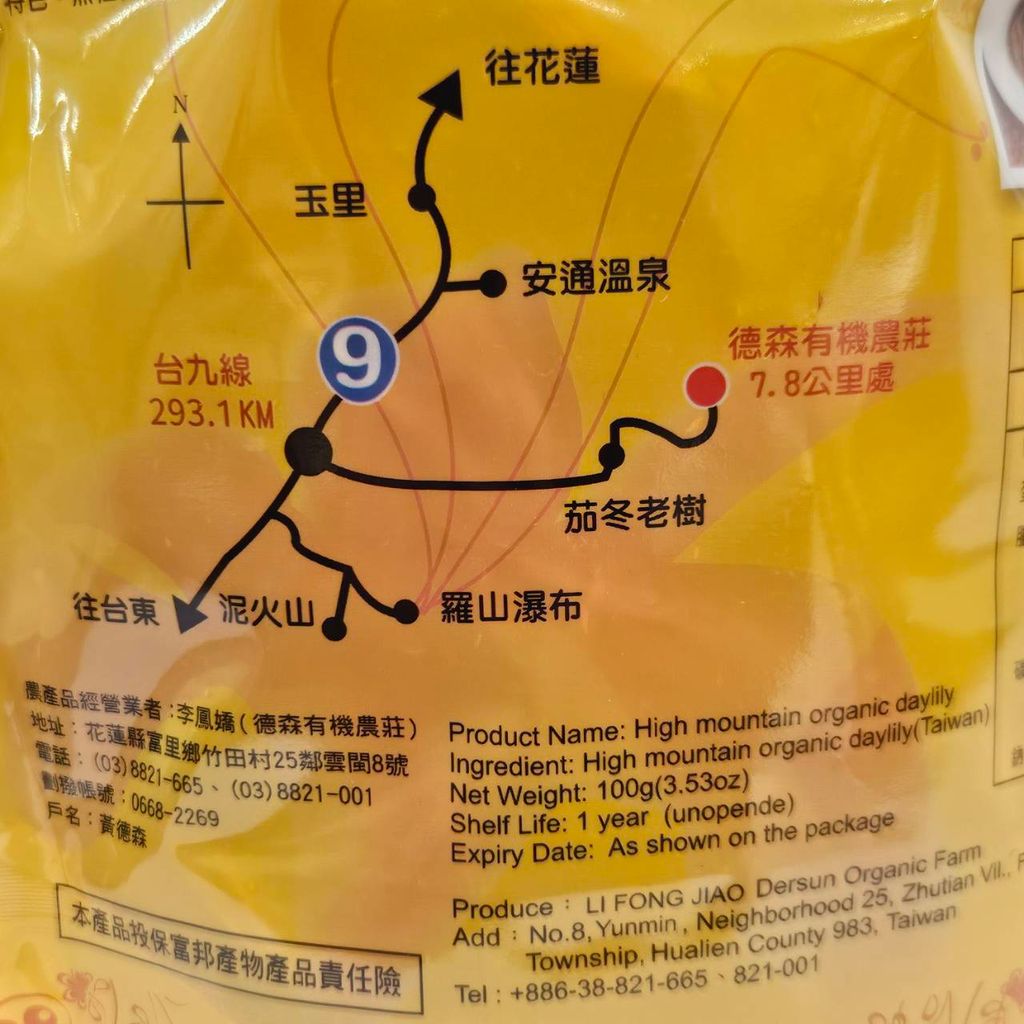 往花蓮
N
玉里
安通溫泉
9
德森有機農莊
7.8公里處
台九線
293.1KM
茄冬老樹
往台東
泥火山
羅山瀑布
農產品經營業者:李鳳嬌(德森有機農莊)
地址:花蓮縣富里鄉竹田村25鄰雲閩8號
電話:(03)8821-665、(03)8821-001
劃撥帳號:0668-2269
戶名:黃德森
本產品投保富邦產物產品責任險
Product Name: High mountain organic daylily
Ingredient: High mountain organic daylily(Taiwan)
Net Weight: 100g(3.53oz)
Shelf Life: 1 year (unopende)
Expiry Date: As shown on the package
Produce : LI FONG JIAO Dersun Organic Farm
Add : No.8,Yunmin, Neighborhood 25, Zhutian Vil.,
Township, Hualien County 983, Taiwan
Tel : +886-38-821-665、821-001